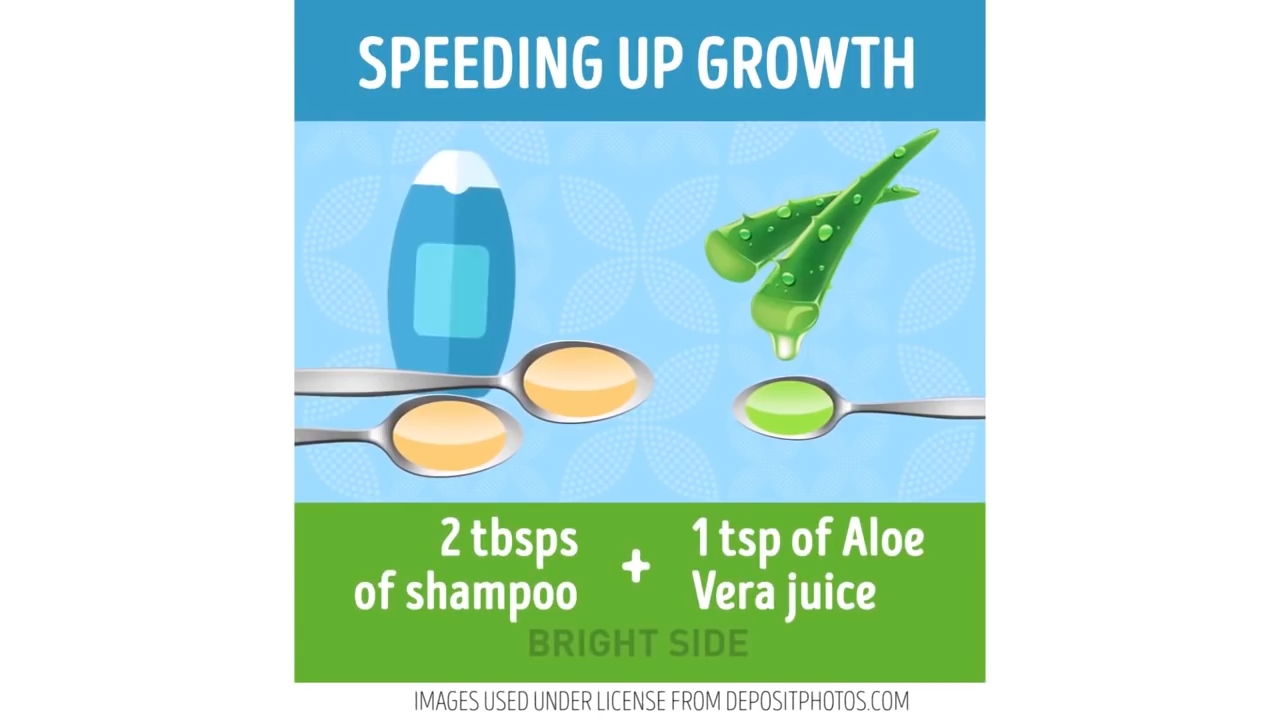 SPEEDING UP GROWTH
2 tbsps
of shampoo
+
1 tsp of Aloe
Vera juice
BRIGHT SIDE
IMAGES USED UNDER LICENSE FROM DEPOSITPHOTOS.COM